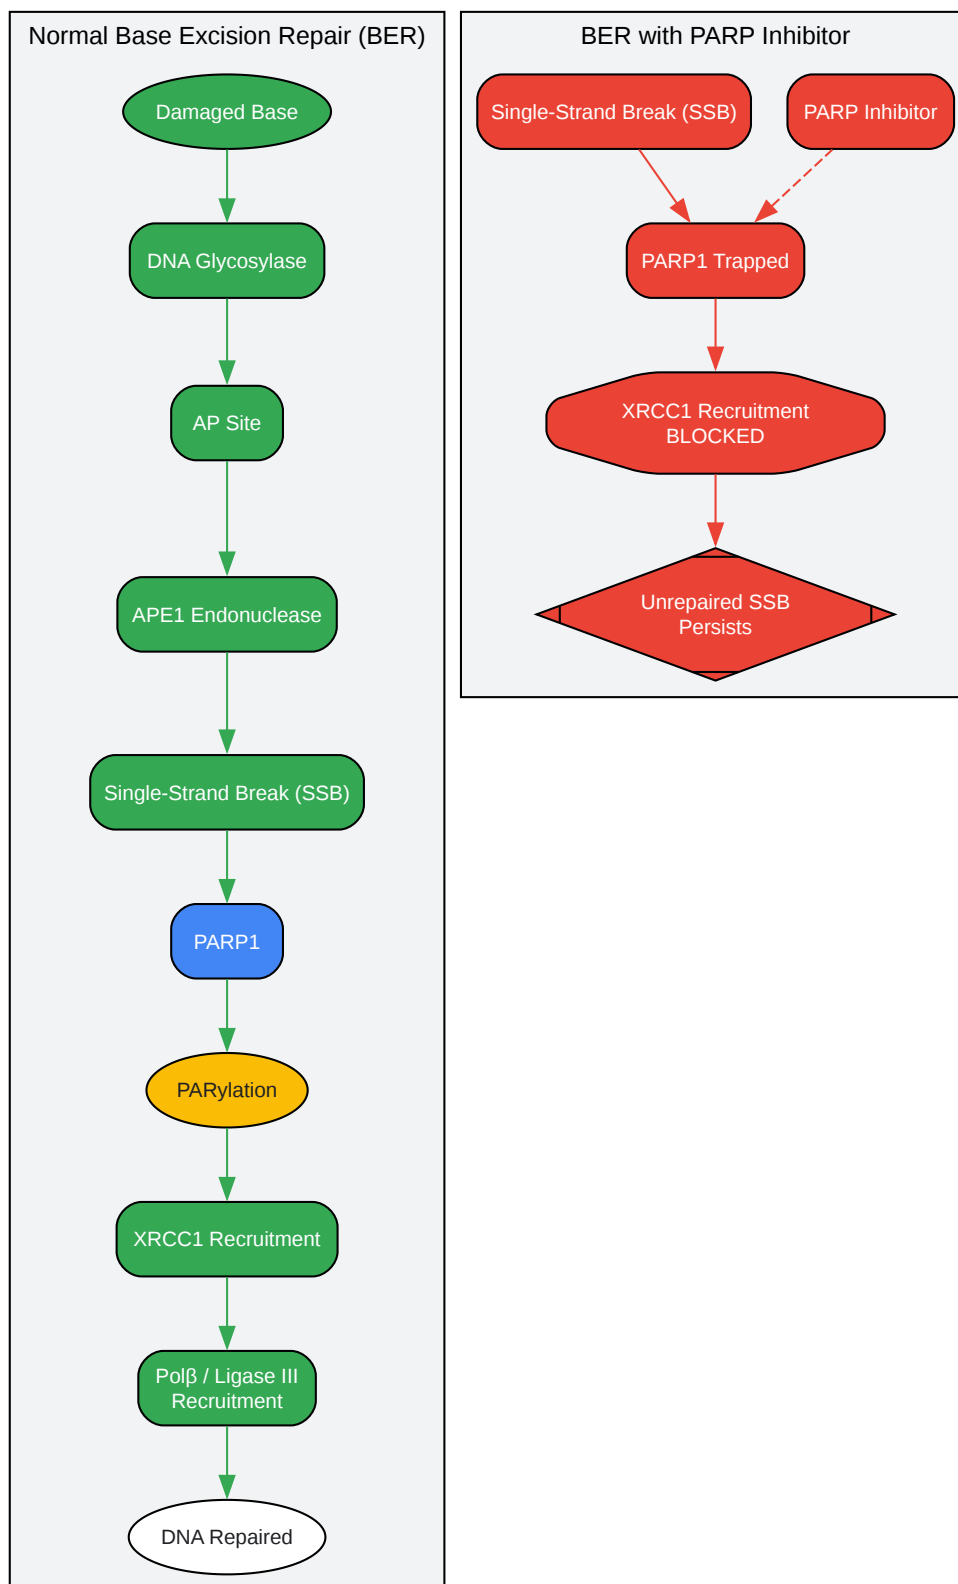 Normal Base Excision Repair (BER)
Damaged Base
DNA Glycosylase
AP Site
APE1 Endonuclease
Single-Strand Break (SSB)
PARP1
PARylation
XRCC1 Recruitment
Polβ / Ligase III
Recruitment
DNA Repaired
BER with PARP Inhibitor
Single-Strand Break (SSB)
PARP Inhibitor
PARP1 Trapped
XRCC1 Recruitment
BLOCKED
Unrepaired SSB
Persists